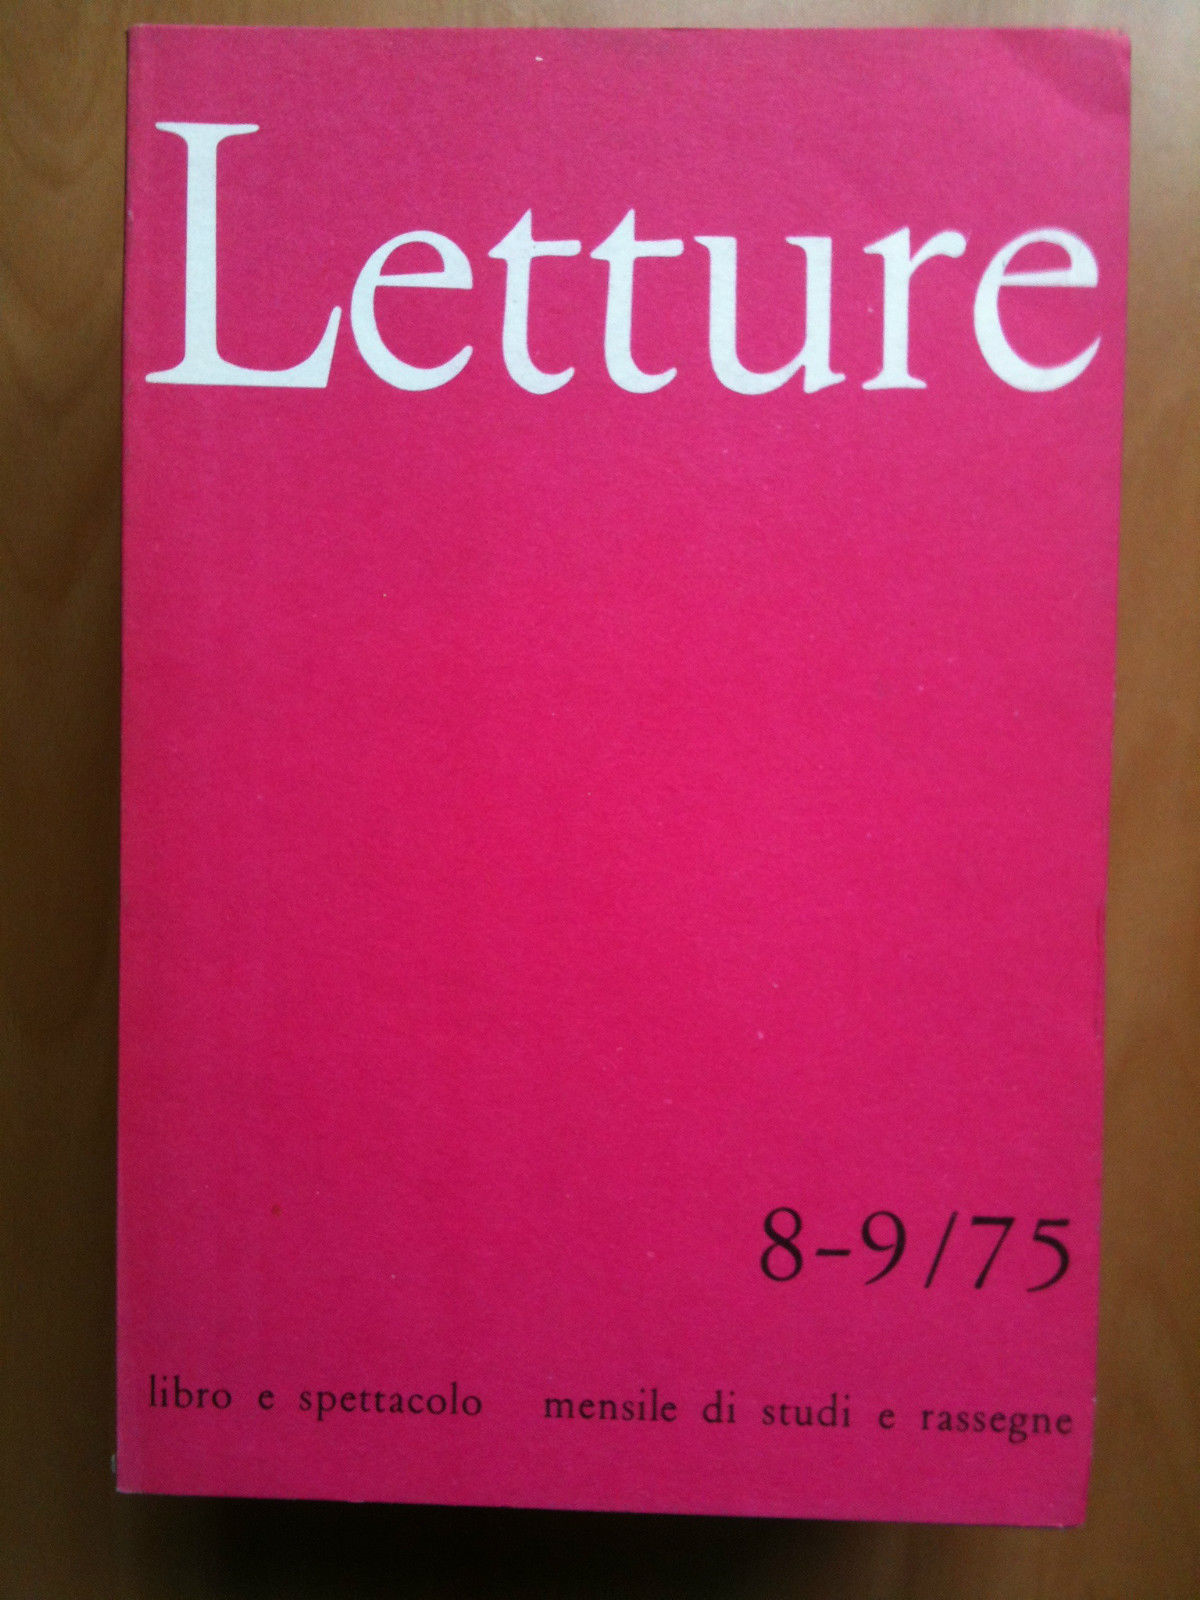 Letture
8-9/75
libro e spettacolo mensile di studi e rassegne